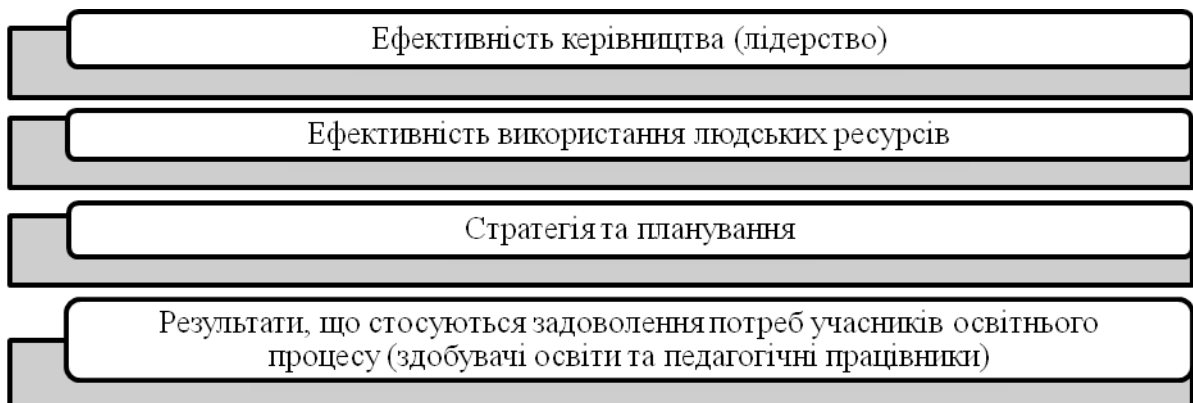 Ефективність керівництва (лідерство)
Ефективність використання людських ресурсів
Стратегія та планування
Результати, що стосуються задоволення потреб учасників освітнього
процесу (здобувачі освіти та педагогічні працівники)